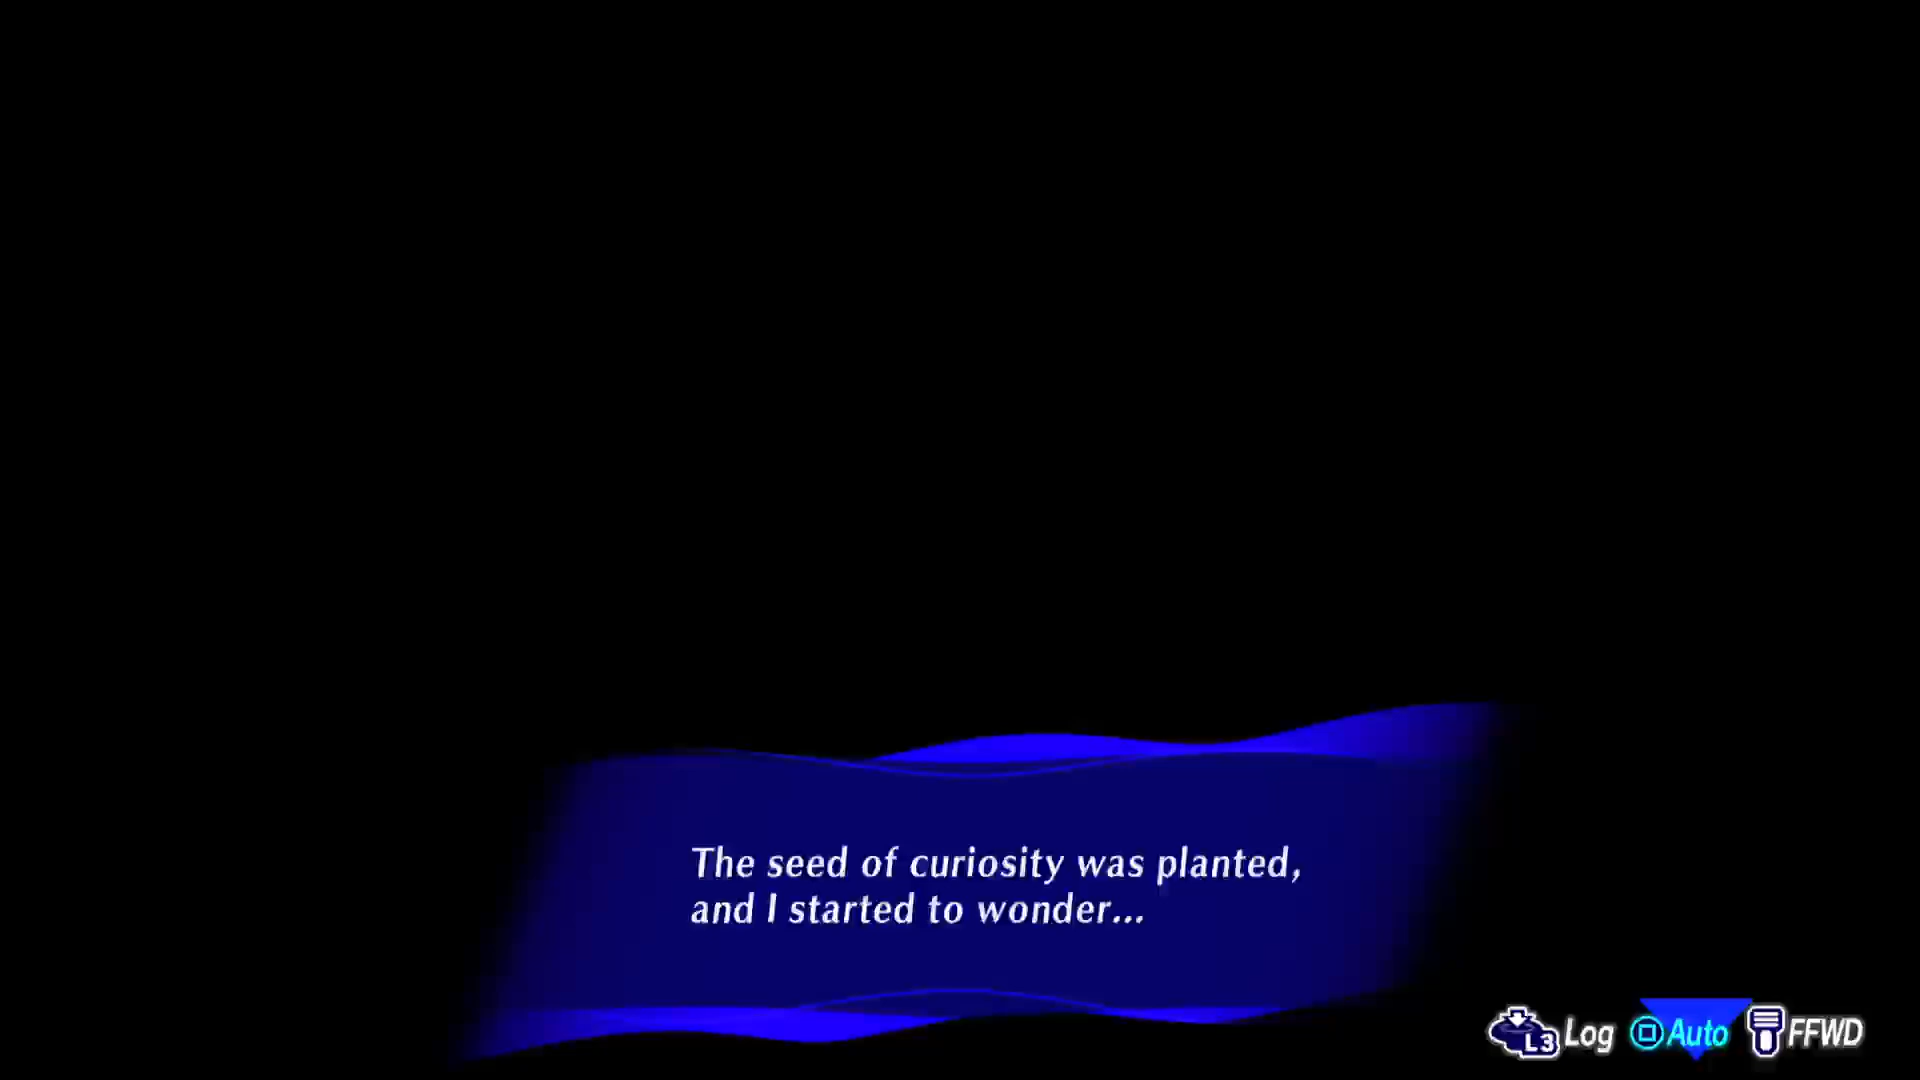 The seed of curiosity was planted,
and I started to wonder...
L3 Log Auto FFWD